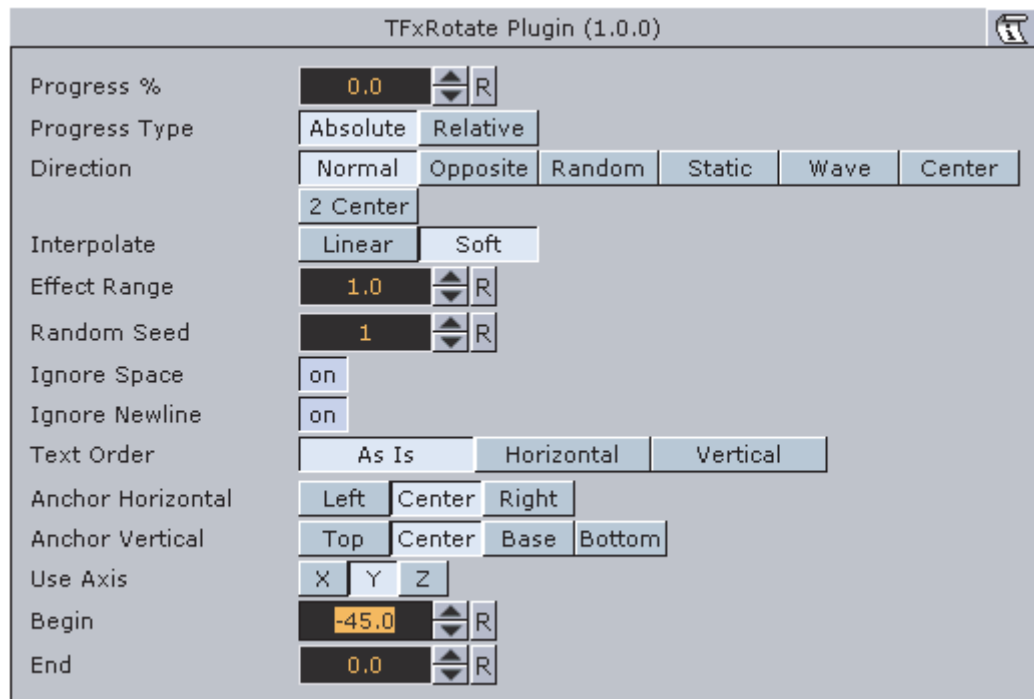 TFxRotate Plugin (1.0.0)
Progress % 0.0 R
Progress Type Absolute Relative
Direction Normal Opposite Random Static Wave Center
2 Center
Interpolate Linear Soft
Effect Range 1.0 R
Random Seed 1 R
Ignore Space on
Ignore Newline on
Text Order As Is Horizontal Vertical
Anchor Horizontal Left Center Right
Anchor Vertical Top Center Base Bottom
Use Axis X Y Z
Begin -45.0 R
End 0.0 R